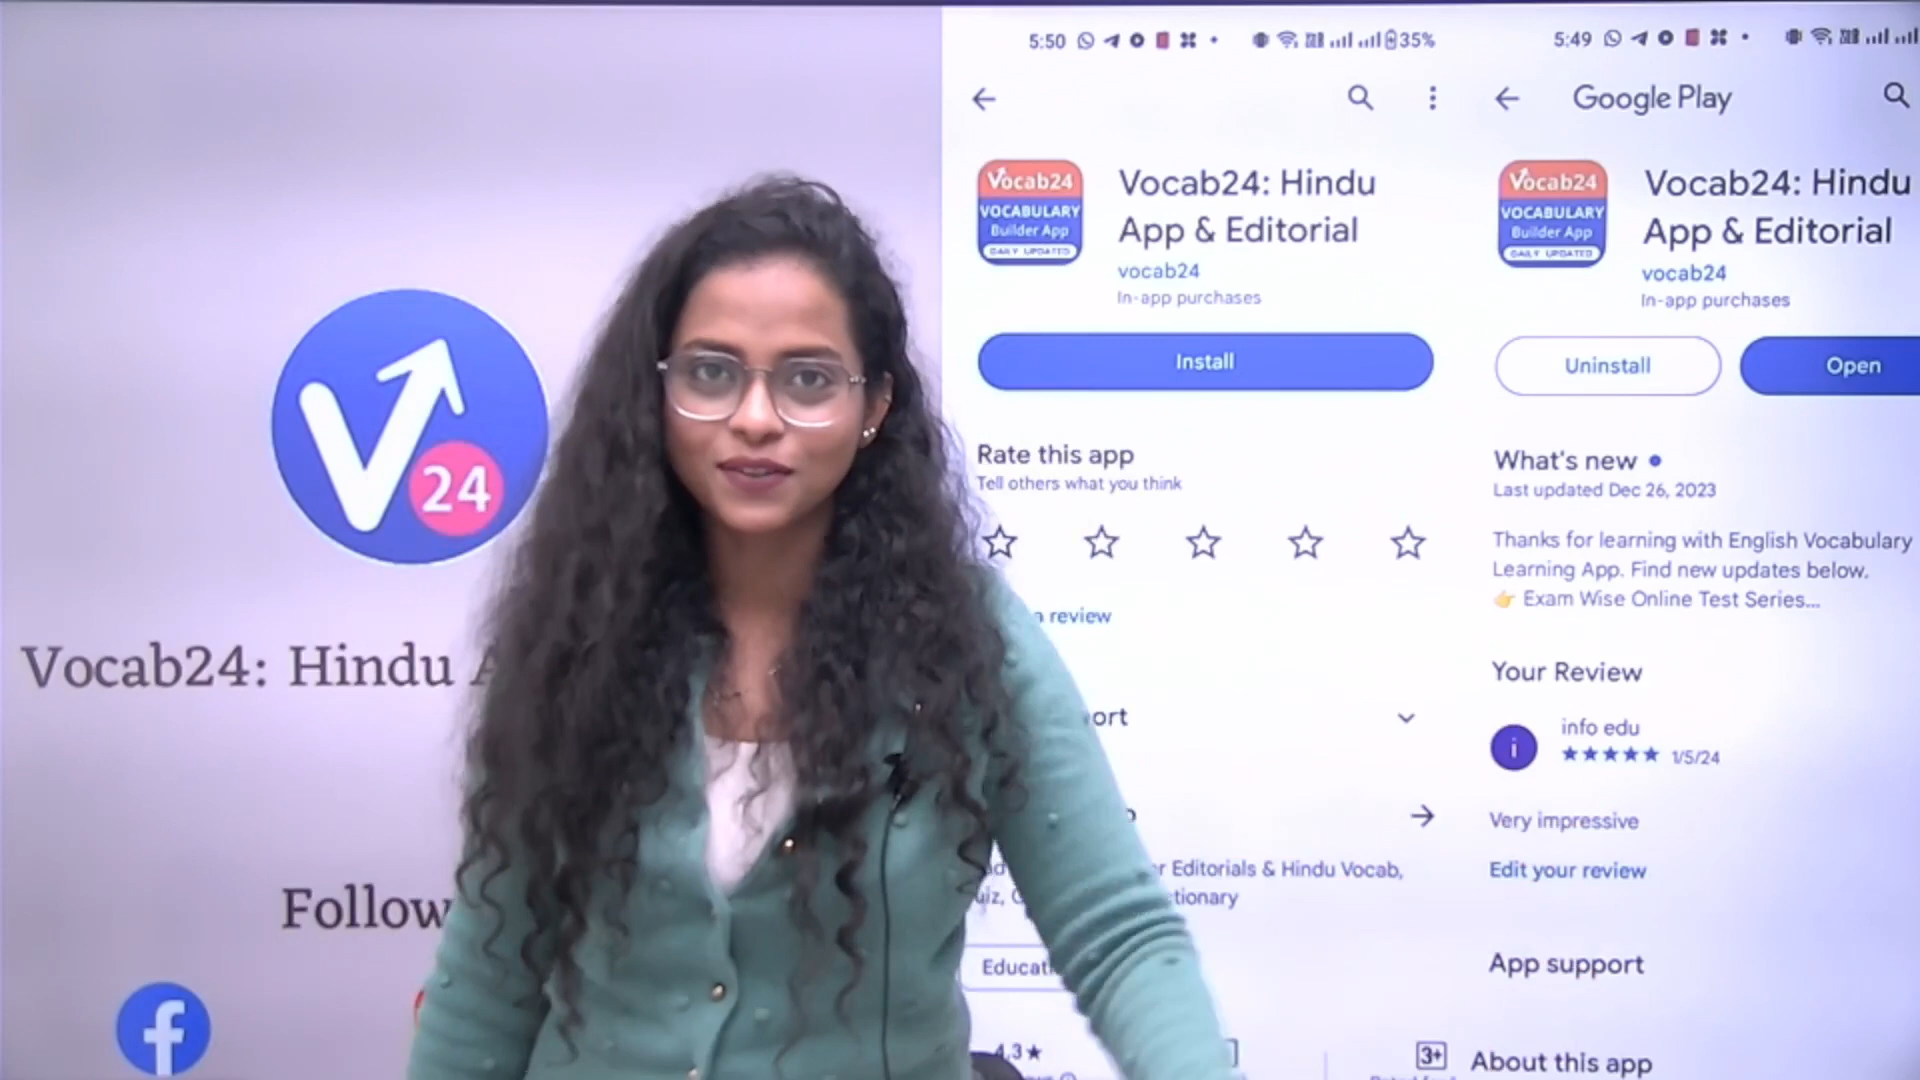 24
Vocab24: Hindu
Follow
5:50
35%
Vocab24
VOCABULARY
Builder App
DAILY UPDATED
Vocab24: Hindu
App & Editorial
vocab24
In-app purchases
Install
Rate this app
Tell others what you think
review
ort
r Editorials & Hindu Vocab,
tionary
Educati
4.3★
3+
5:49
Google Play
Vocab24
VOCABULARY
Builder App
DAILY UPDATED
Vocab24: Hindu
App & Editorial
vocab24
In-app purchases
Uninstall
Open
What's new
Last updated Dec 26, 2023
Thanks for learning with English Vocabulary
Learning App. Find new updates below.
👉 Exam Wise Online Test Series...
Your Review
i
info edu
★★★★★ 1/5/24
Very impressive
Edit your review
App support
About this app